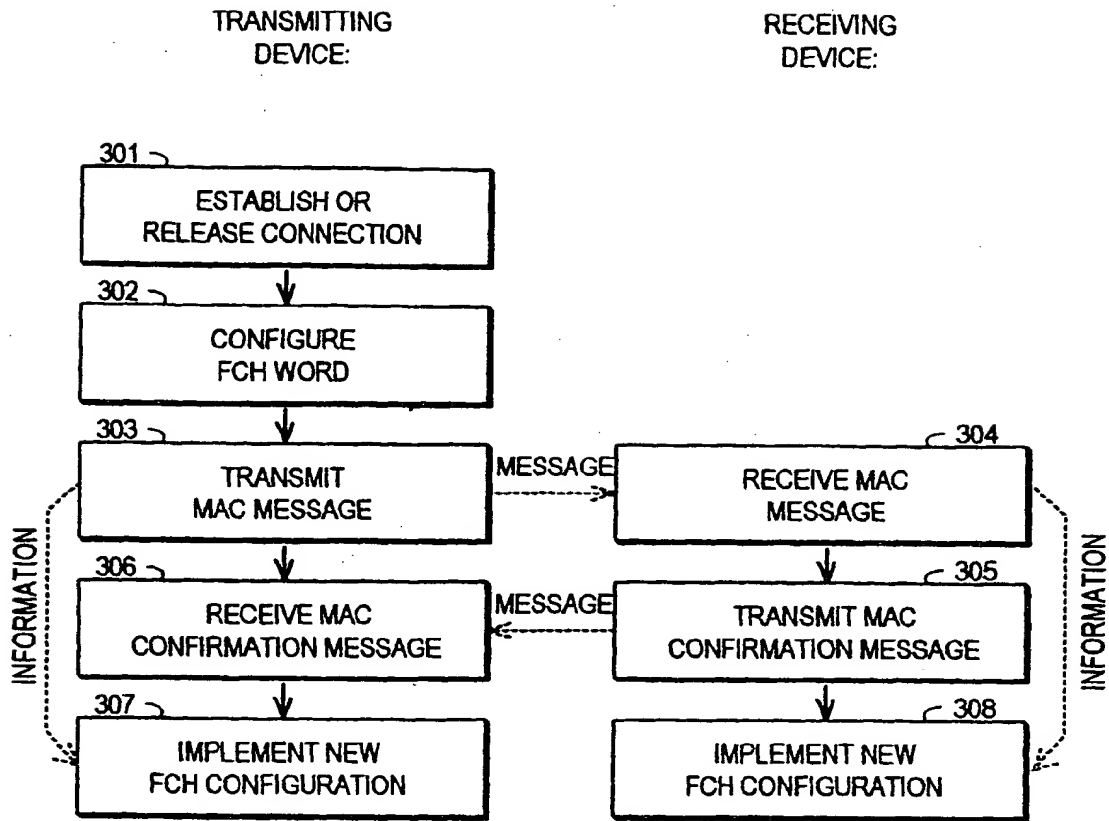 TRANSMITTING
DEVICE:
RECEIVING
DEVICE:
301
ESTABLISH OR
RELEASE CONNECTION
302
CONFIGURE
FCH WORD
303
TRANSMIT
MAC MESSAGE
MESSAGE
304
RECEIVE MAC
MESSAGE
INFORMATION
306
RECEIVE MAC
CONFIRMATION MESSAGE
MESSAGE
305
TRANSMIT MAC
CONFIRMATION MESSAGE
INFORMATION
307
IMPLEMENT NEW
FCH CONFIGURATION
308
IMPLEMENT NEW
FCH CONFIGURATION